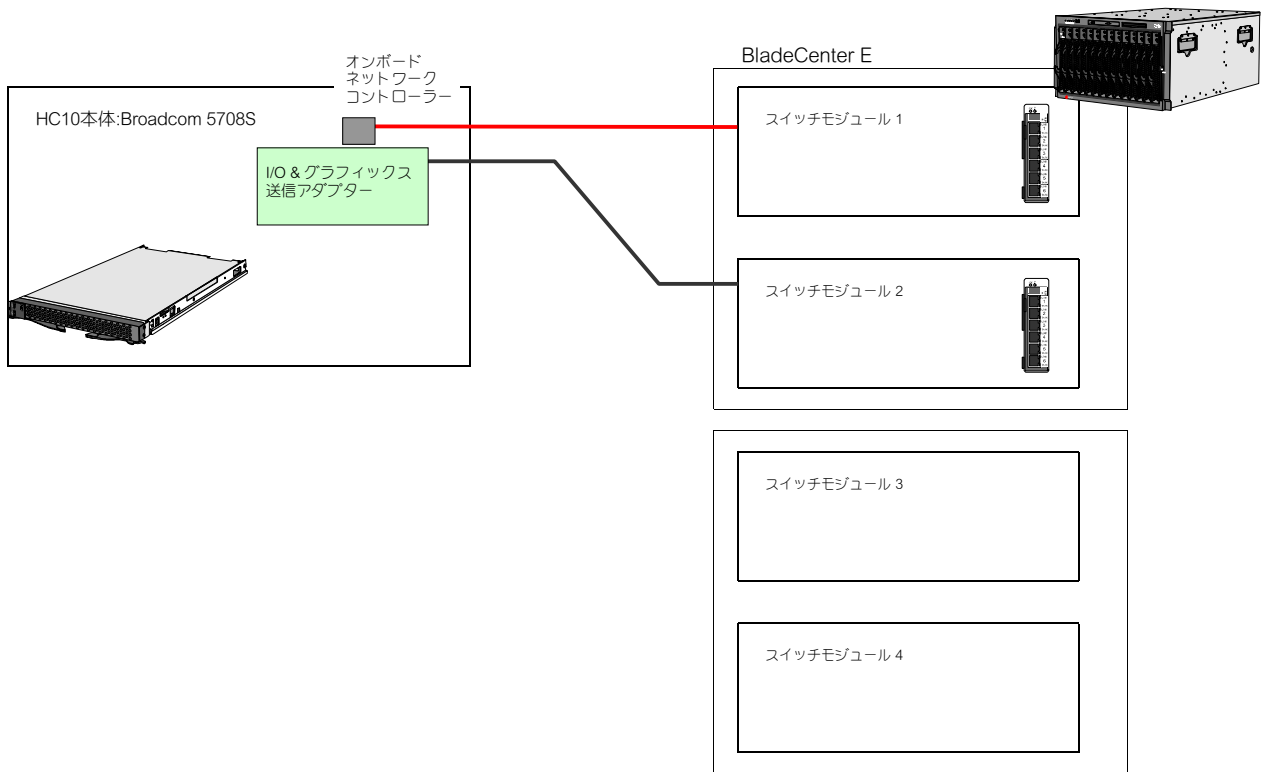 オンボード
ネットワーク
コントローラー
BladeCenter E
HC10本体:Broadcom 5708S
スイッチモジュール 1
I/O & グラフィックス
送信アダプター
スイッチモジュール 2
スイッチモジュール 3
スイッチモジュール 4